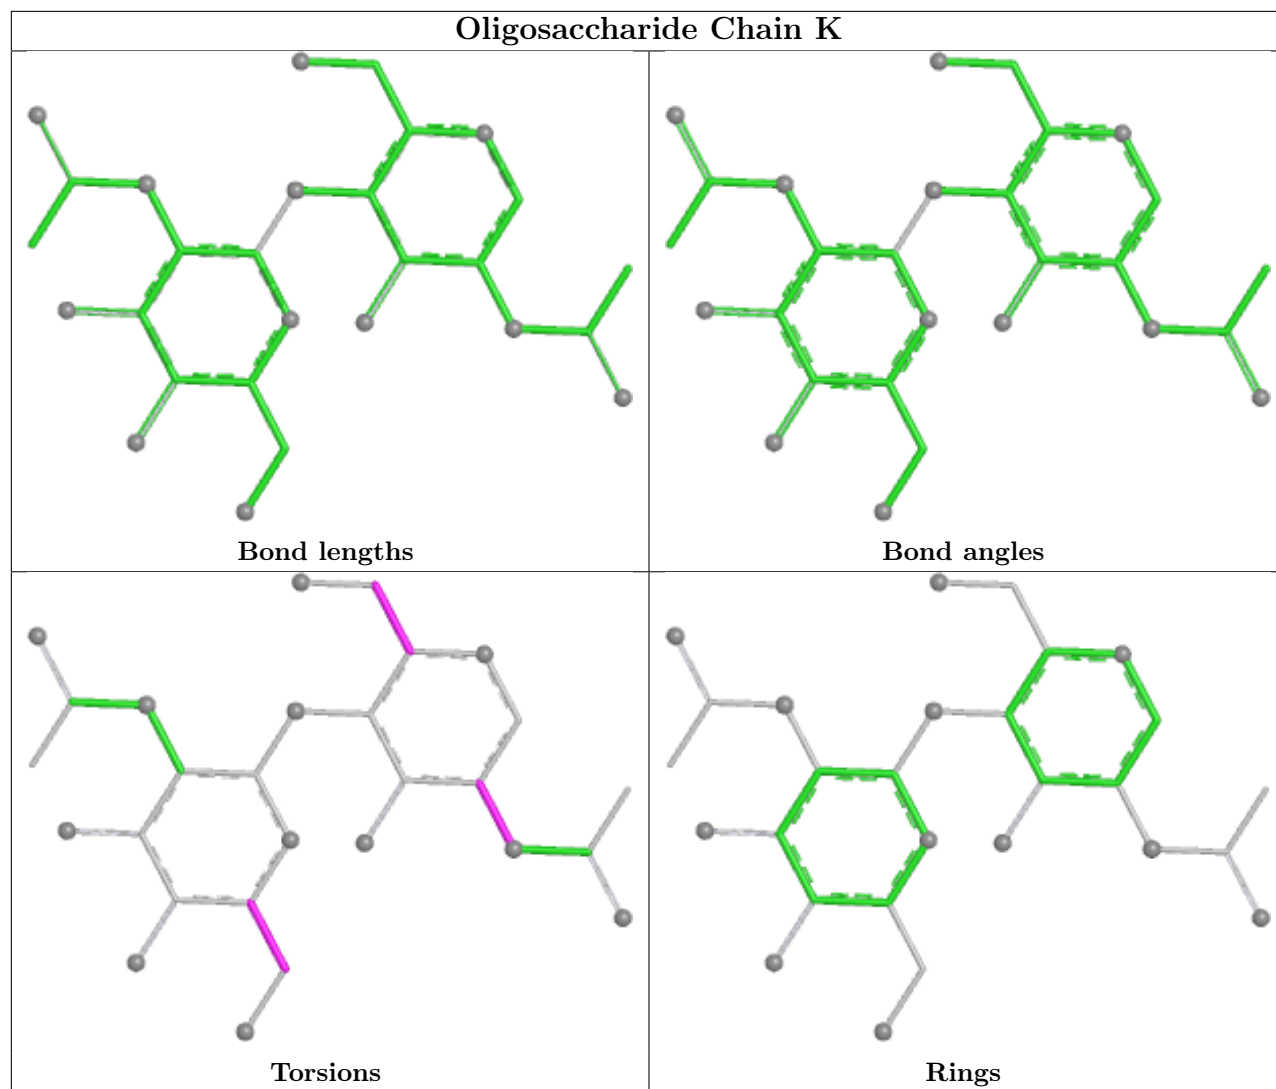 Oligosaccharide Chain K
Bond lengths
Bond angles
Torsions
Rings